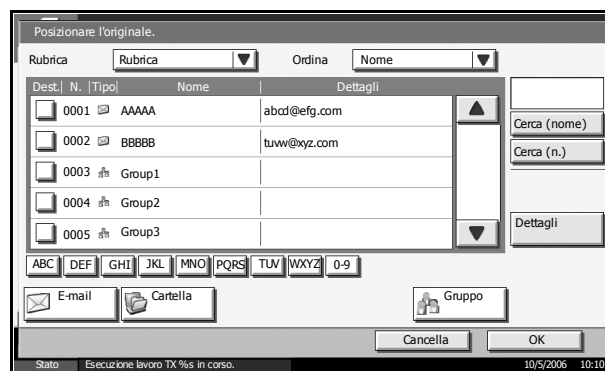 Posizionare l'originale.
Rubrica Rubrica Ordina Nome
Dest. N. Tipo Nome Dettagli
0001 AAAAA abcd@efg.com
0002 BBBBB tuvw@xyz.com
0003 Group1
0004 Group2
0005 Group3
Cerca (nome)
Cerca (n.)
Dettagli
ABC DEF GHI JKL MNO PQRS TUV WXYZ 0-9
E-mail Cartella Gruppo
Cancella OK
Stato Esecuzione lavoro TX %s in corso. 10/5/2006 10:10